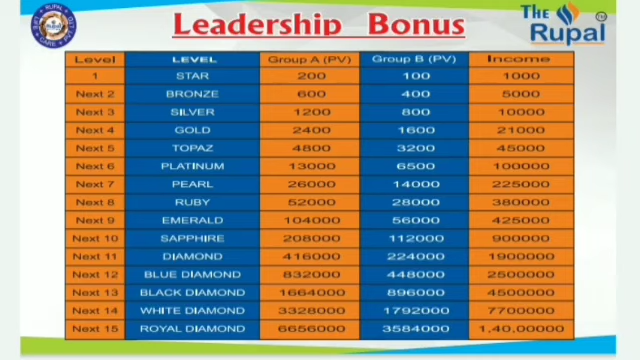 Leadership Bonus
RUPAL
LIFE CARE PVT LTD
The
Rupal
Level LEVEL Group A (PV) Group B (PV) Income
1 STAR 200 100 1000
Next 2 BRONZE 600 400 5000
Next 3 SILVER 1200 800 10000
Next 4 GOLD 2400 1600 21000
Next 5 TOPAZ 4800 3200 45000
Next 6 PLATINUM 13000 6500 100000
Next 7 PEARL 26000 14000 225000
Next 8 RUBY 52000 28000 380000
Next 9 EMERALD 104000 56000 425000
Next 10 SAPPHIRE 208000 112000 900000
Next 11 DIAMOND 416000 224000 1900000
Next 12 BLUE DIAMOND 832000 448000 2500000
Next 13 BLACK DIAMOND 1664000 896000 4500000
Next 14 WHITE DIAMOND 3328000 1792000 7700000
Next 15 ROYAL DIAMOND 6656000 3584000 1,40,00000